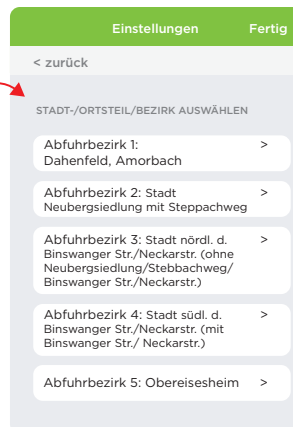 Einstellungen Fertig
< zurück
STADT-/ORTSTEIL/BEZIRK AUSWÄHLEN
Abfuhrbezirk 1: >
Dahenfeld, Amorbach
Abfuhrbezirk 2: Stadt >
Neubergsiedlung mit Steppachweg
Abfuhrbezirk 3: Stadt nördl. d. >
Binswanger Str./Neckarstr. (ohne
Neubergsiedlung/Stebbachweg/
Binswanger Str./Neckarstr.)
Abfuhrbezirk 4: Stadt südl. d. >
Binswanger Str./Neckarstr. (mit
Binswanger Str./ Neckarstr.)
Abfuhrbezirk 5: Obereisesheim >